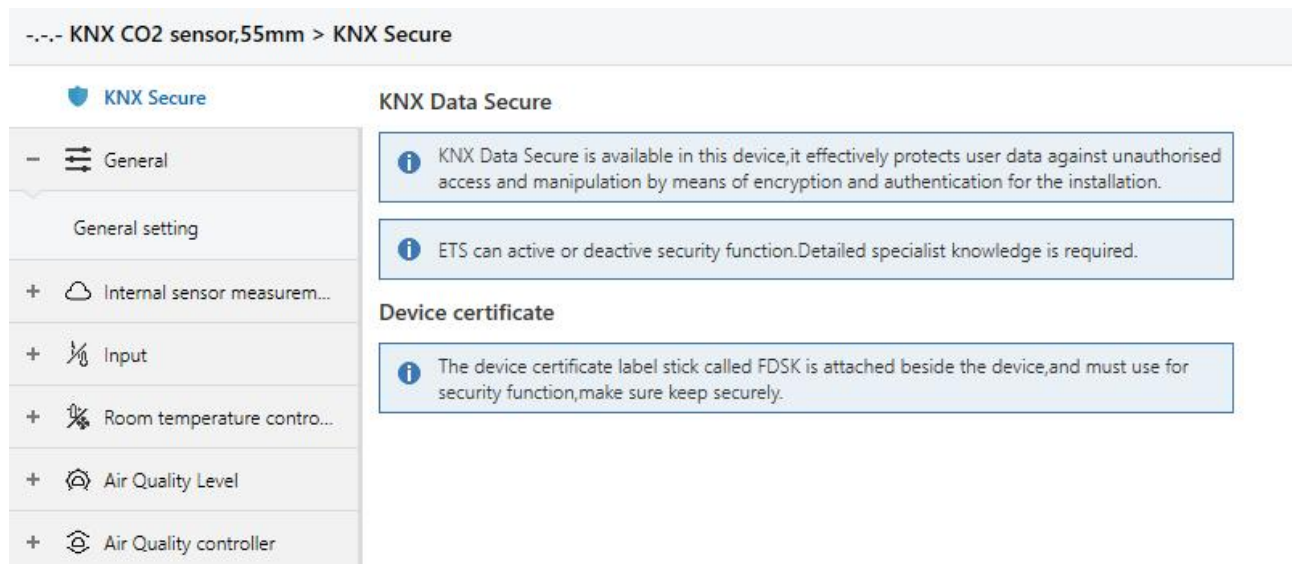 -.-.- KNX CO2 sensor,55mm > KNX Secure
KNX Secure
General
General setting
Internal sensor measurem...
Input
Room temperature contro...
Air Quality Level
Air Quality controller
KNX Data Secure
KNX Data Secure is available in this device,it effectively protects user data against unauthorised
access and manipulation by means of encryption and authentication for the installation.
ETS can active or deactive security function.Detailed specialist knowledge is required.
Device certificate
The device certificate label stick called FDSK is attached beside the device,and must use for
security function,make sure keep securely.